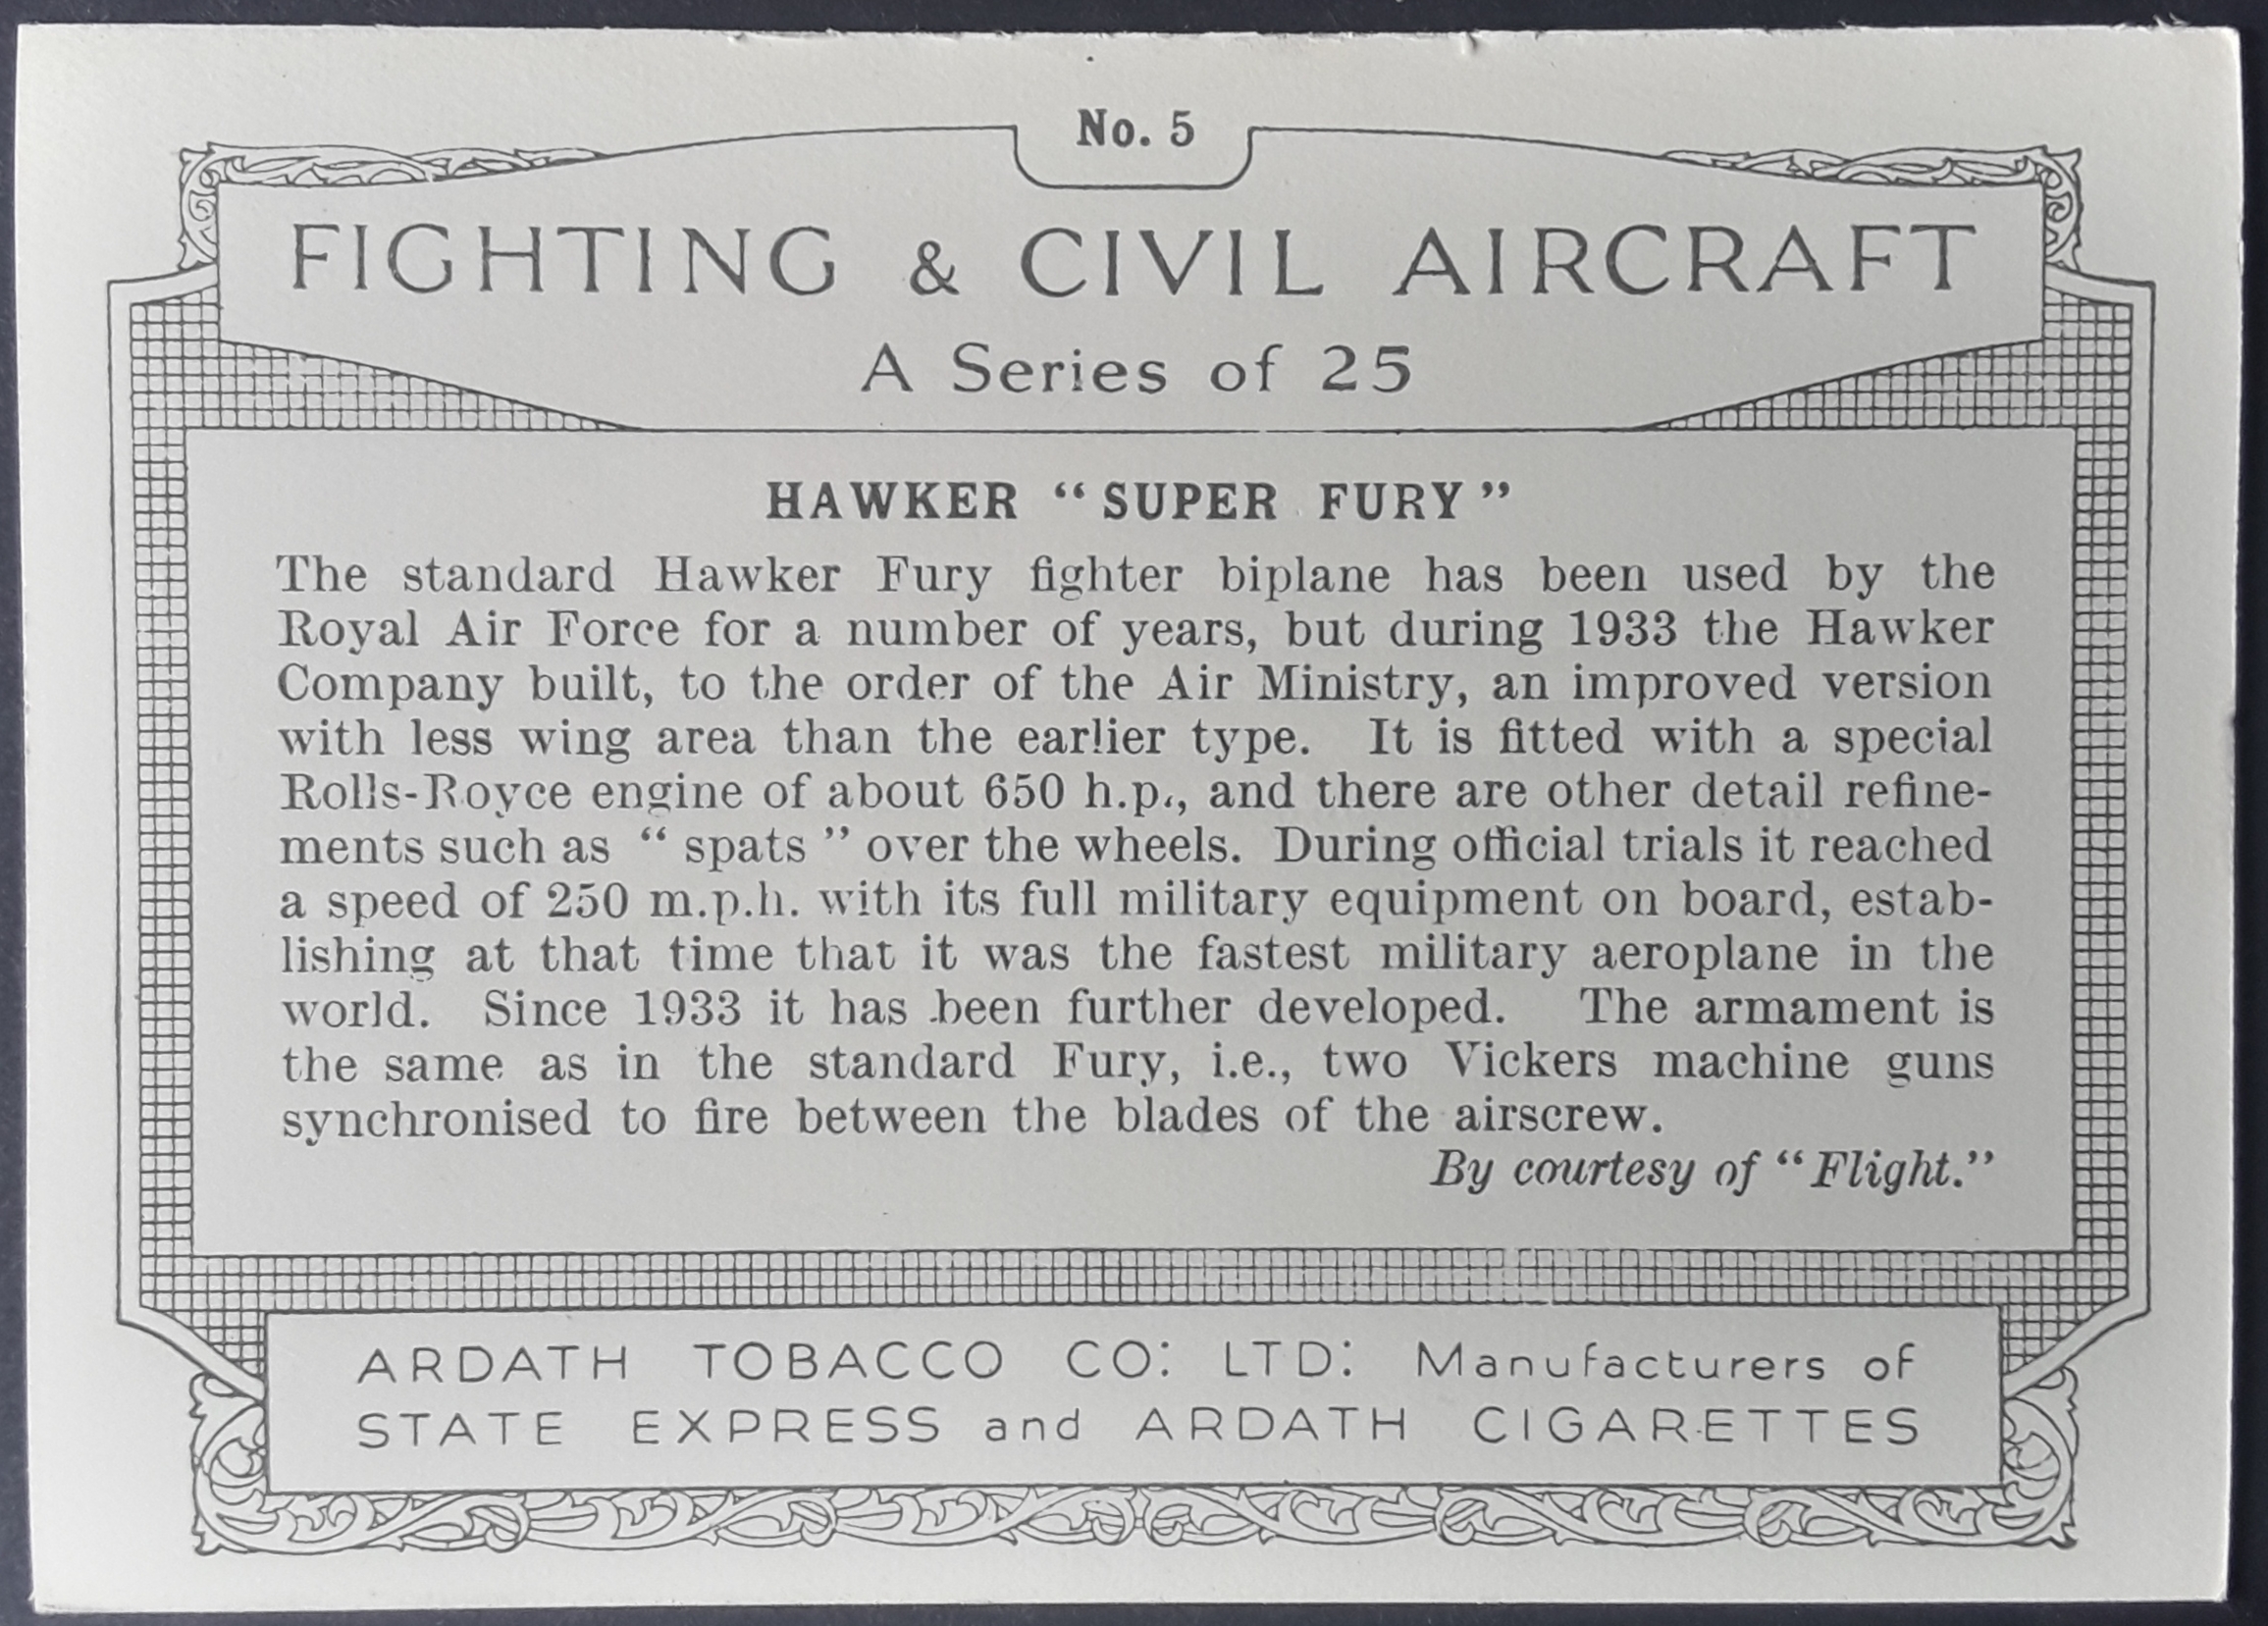 No. 5
FIGHTING & CIVIL AIRCRAFT
A Series of 25
HAWKER “SUPER FURY”
The standard Hawker Fury fighter biplane has been used by the
Royal Air Force for a number of years, but during 1933 the Hawker
Company built, to the order of the Air Ministry, an improved version
with less wing area than the earlier type. It is fitted with a special
Rolls-Royce engine of about 650 h.p., and there are other detail refine-
ments such as “ spats ” over the wheels. During official trials it reached
a speed of 250 m.p.h. with its full military equipment on board, estab-
lishing at that time that it was the fastest military aeroplane in the
world. Since 1933 it has been further developed. The armament is
the same as in the standard Fury, i.e., two Vickers machine guns
synchronised to fire between the blades of the airscrew.
By courtesy of “Flight.”
ARDATH TOBACCO CO: LTD: Manufacturers of
STATE EXPRESS and ARDATH CIGARETTES